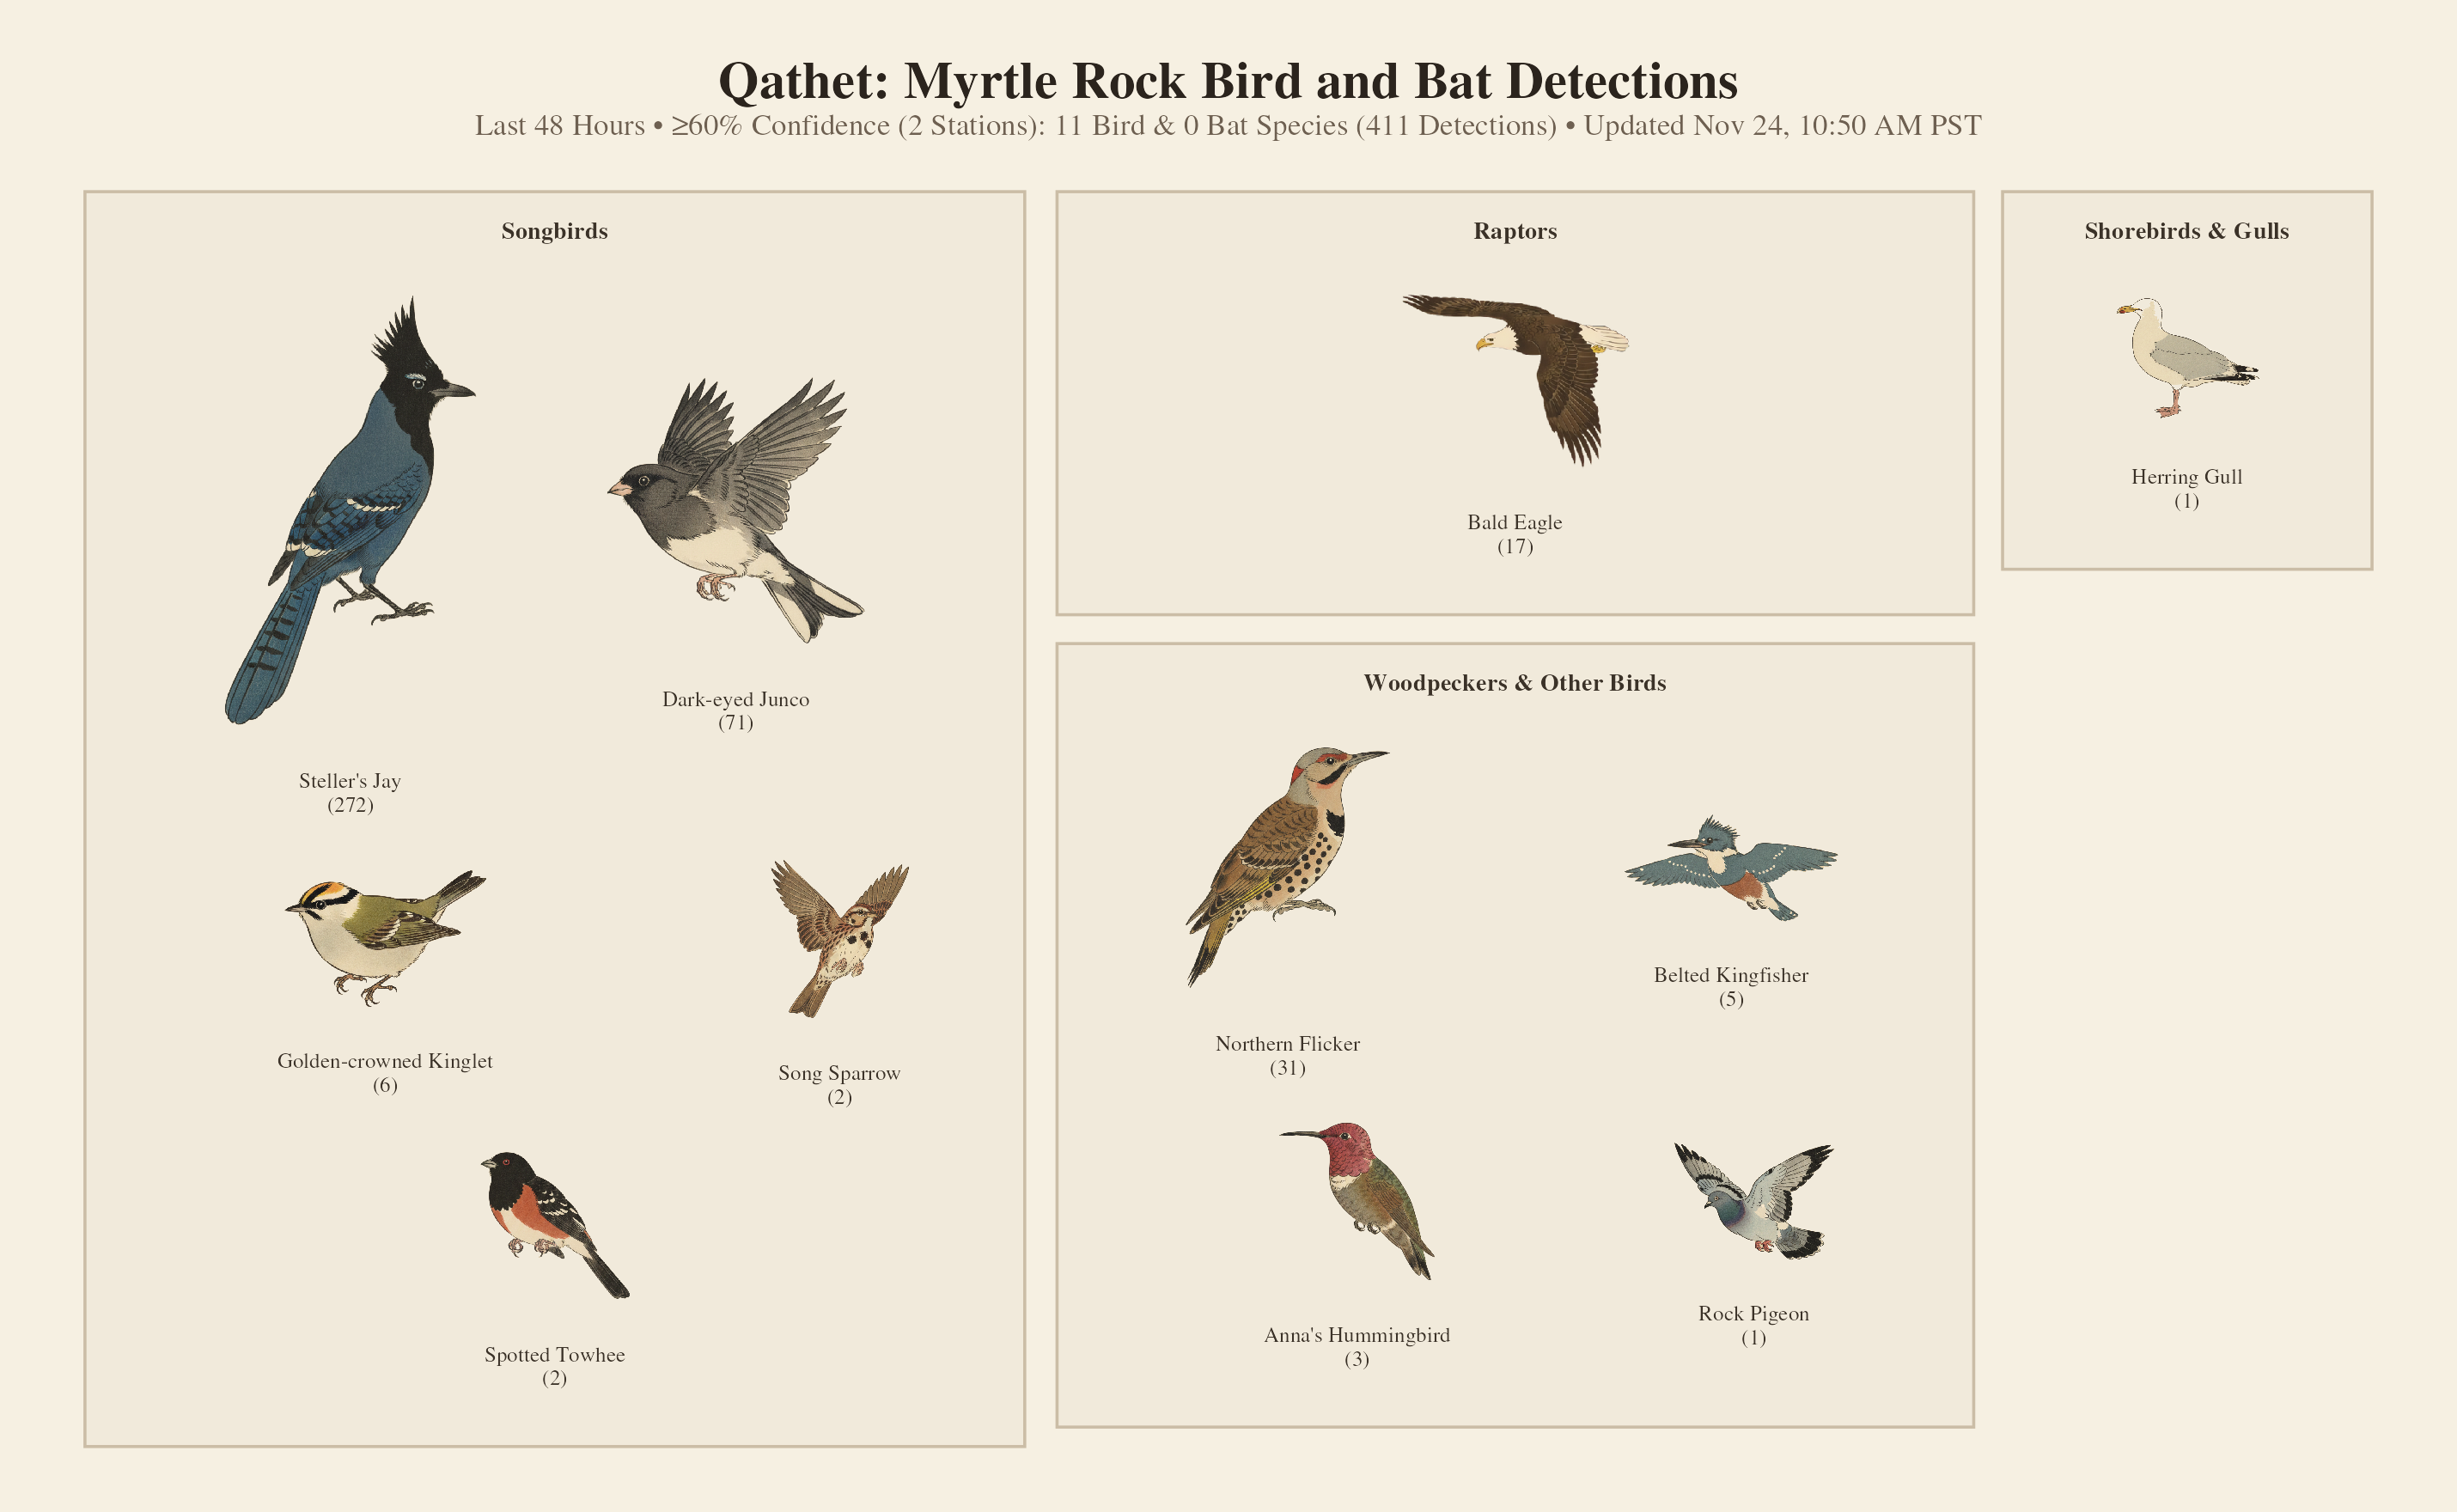 Qathet: Myrtle Rock Bird and Bat Detections
Last 48 Hours • ≥60% Confidence (2 Stations): 11 Bird & 0 Bat Species (411 Detections) • Updated Nov 24, 10:50 AM PST
Songbirds
Steller's Jay
(272)
Dark-eyed Junco
(71)
Golden-crowned Kinglet
(6)
Song Sparrow
(2)
Spotted Towhee
(2)
Raptors
Bald Eagle
(17)
Woodpeckers & Other Birds
Northern Flicker
(31)
Belted Kingfisher
(5)
Anna's Hummingbird
(3)
Rock Pigeon
(1)
Shorebirds & Gulls
Herring Gull
(1)